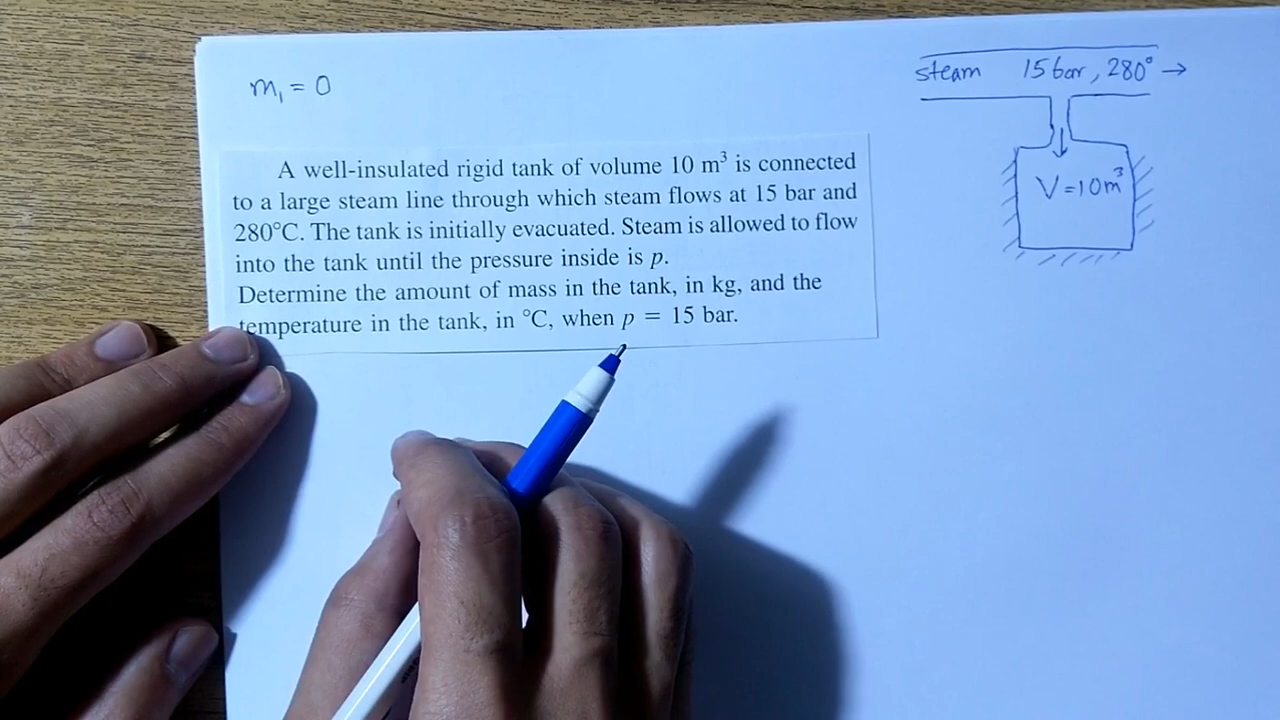 m₁ = 0
steam 15 bar, 280° →
V = 10 m³
A well-insulated rigid tank of volume 10 m³ is connected
to a large steam line through which steam flows at 15 bar and
280°C. The tank is initially evacuated. Steam is allowed to flow
into the tank until the pressure inside is p.
Determine the amount of mass in the tank, in kg, and the
temperature in the tank, in °C, when p = 15 bar.